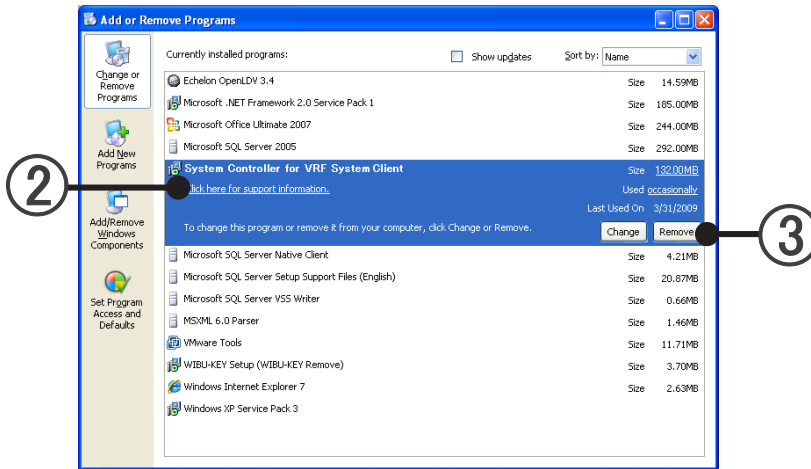 Add or Remove Programs
Change or
Remove
Programs
Add New
Programs
Add/Remove
Windows
Components
Set Program
Access and
Defaults
Currently installed programs:
Show updates
Sort by: Name
Echelon OpenLDV 3.4 Size 14.59MB
Microsoft .NET Framework 2.0 Service Pack 1 Size 185.00MB
Microsoft Office Ultimate 2007 Size 244.00MB
Microsoft SQL Server 2005 Size 292.00MB
System Controller for VRF System Client Size 132.00MB
② lick here for support information. Used occasionally
Last Used On 3/31/2009
To change this program or remove it from your computer, click Change or Remove. Change Remove ③
Microsoft SQL Server Native Client Size 4.21MB
Microsoft SQL Server Setup Support Files (English) Size 20.87MB
Microsoft SQL Server VSS Writer Size 0.66MB
MSXML 6.0 Parser Size 1.46MB
VMware Tools Size 11.71MB
WIBU-KEY Setup (WIBU-KEY Remove) Size 3.70MB
Windows Internet Explorer 7 Size 2.63MB
Windows XP Service Pack 3